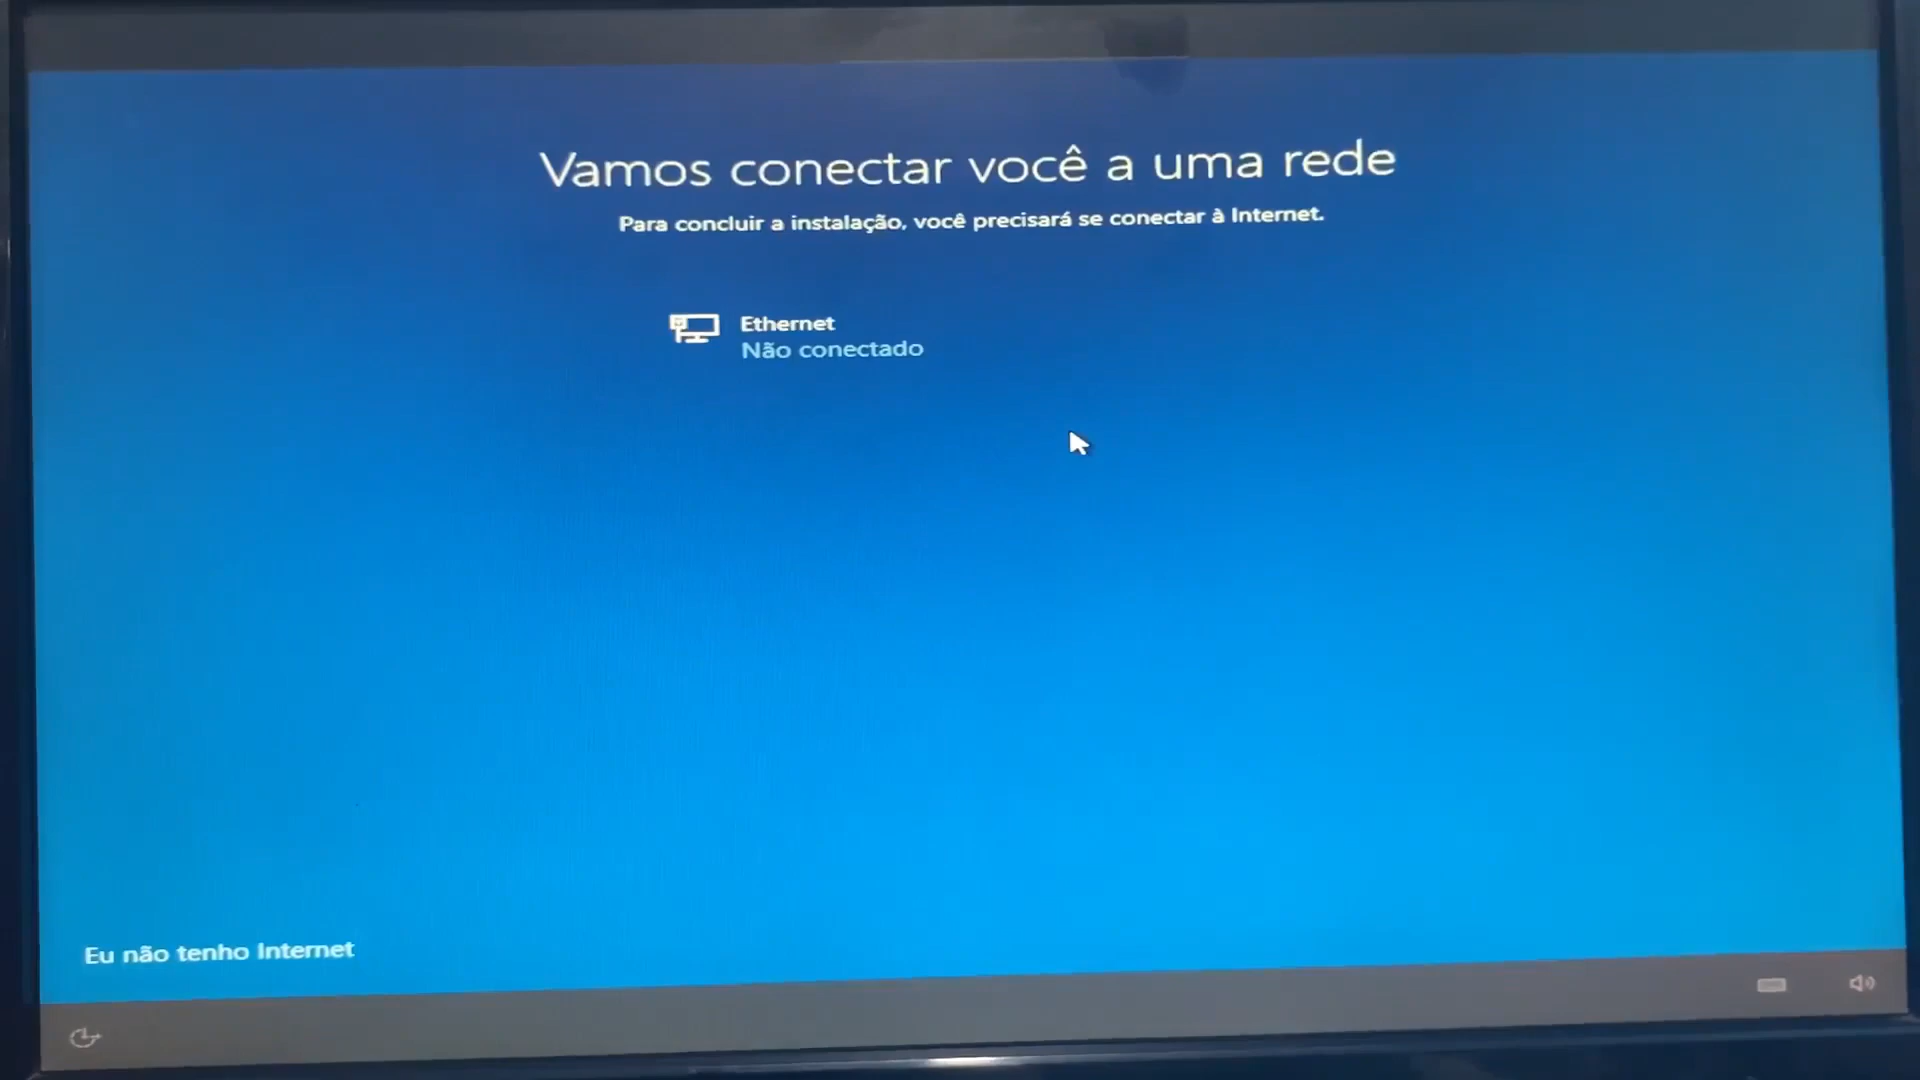 Vamos conectar você a uma rede
Para concluir a instalação, você precisará se conectar à Internet.
Ethernet
Não conectado
Eu não tenho Internet